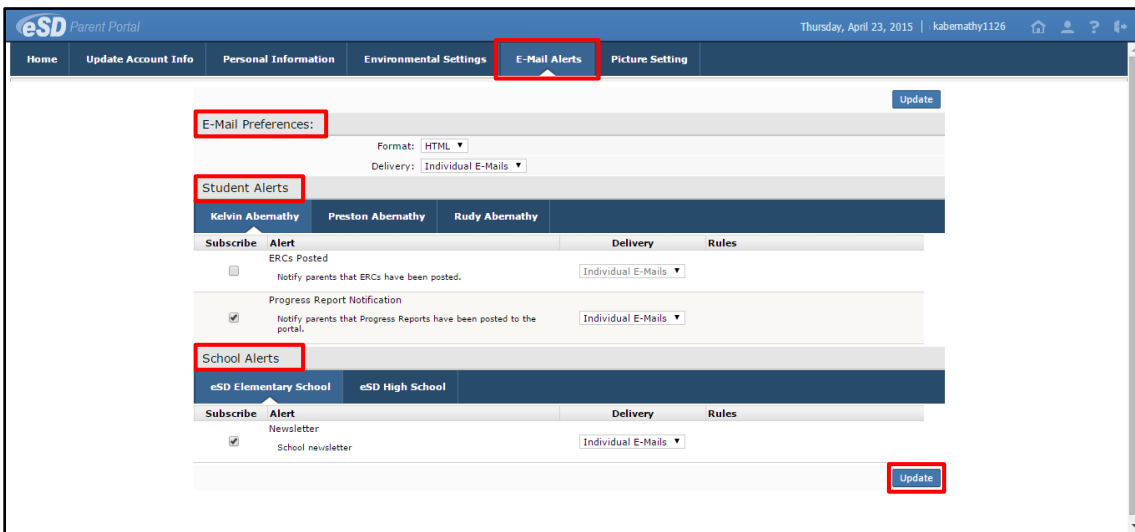 eSD Parent Portal Thursday, April 23, 2015 | kabernathy1126 ?
Home Update Account Info Personal Information Environmental Settings E-Mail Alerts Picture Setting
Update
E-Mail Preferences:
Format: HTML
Delivery: Individual E-Mails
Student Alerts
Kelvin Abernathy Preston Abernathy Rudy Abernathy
Subscribe Alert Delivery Rules
ERCs Posted
Notify parents that ERCs have been posted. Individual E-Mails
Progress Report Notification
Notify parents that Progress Reports have been posted to the Individual E-Mails
portal.
School Alerts
eSD Elementary School eSD High School
Subscribe Alert Delivery Rules
Newsletter
School newsletter Individual E-Mails
Update